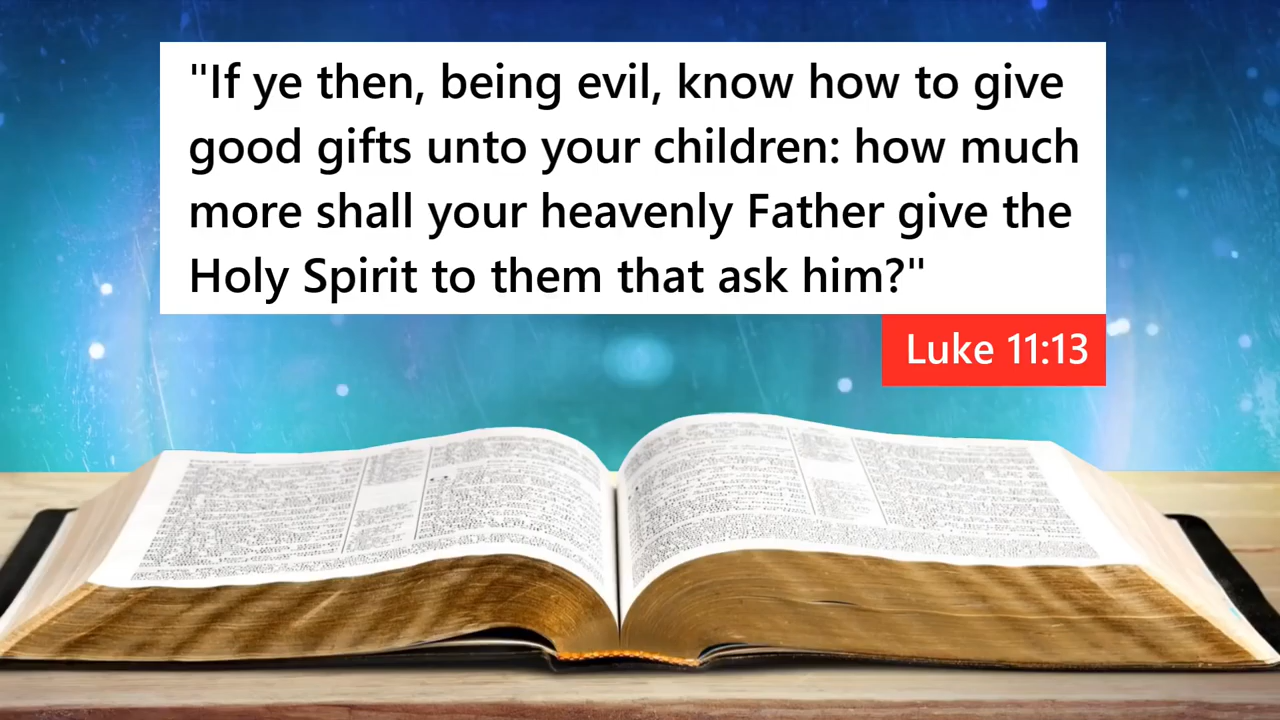 "If ye then, being evil, know how to give
good gifts unto your children: how much
more shall your heavenly Father give the
Holy Spirit to them that ask him?"
Luke 11:13